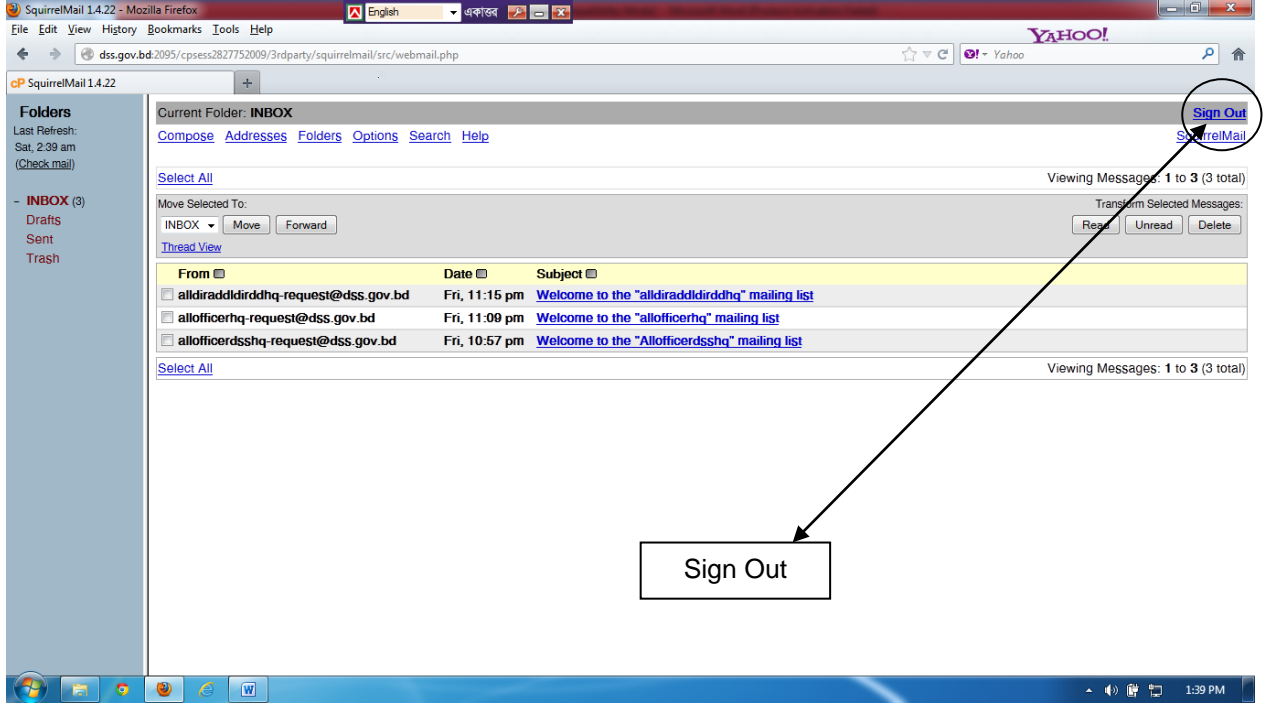 SquirrelMail 1.4.22 - Mozilla Firefox
English
একাত্তর
File Edit View History Bookmarks Tools Help
YAHOO!
dss.gov.bd:2095/cpsess2827752009/3rdparty/squirrelmail/src/webmail.php
Yahoo
cP SquirrelMail 1.4.22
Folders
Last Refresh:
Sat, 2:39 am
(Check mail)
- INBOX (3)
Drafts
Sent
Trash
Current Folder: INBOX
Sign Out
Compose Addresses Folders Options Search Help
SquirrelMail
Select All
Viewing Messages: 1 to 3 (3 total)
Move Selected To:
Transform Selected Messages:
INBOX Move Forward
Read Unread Delete
Thread View
From Date Subject
alldiraddldirddhq-request@dss.gov.bd Fri, 11:15 pm Welcome to the "alldiraddldirddhq" mailing list
allofficerhq-request@dss.gov.bd Fri, 11:09 pm Welcome to the "allofficerhq" mailing list
allofficerdsshq-request@dss.gov.bd Fri, 10:57 pm Welcome to the "Allofficerdsshq" mailing list
Select All
Viewing Messages: 1 to 3 (3 total)
Sign Out
1:39 PM